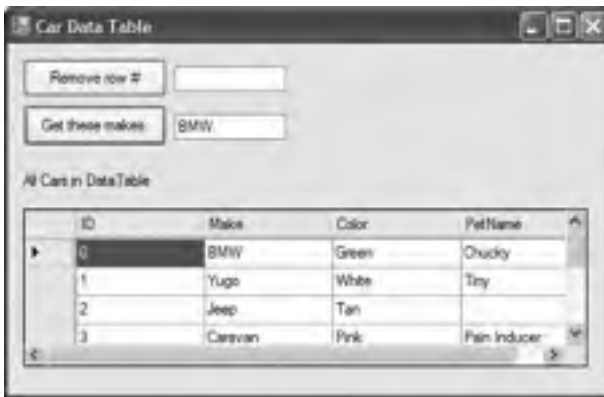 Car Data Table
Remove row #
Get these makes BMW
All Cars in DataTable
ID Make Color PetName
0 BMW Green Chucky
1 Yugo White Tiny
2 Jeep Tan
3 Caravan Pink Pain Inducer